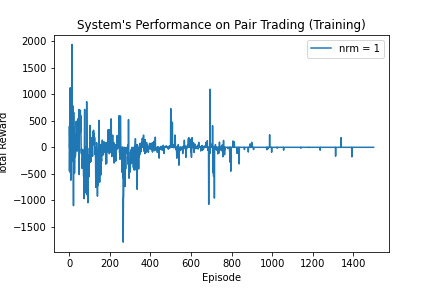 System's Performance on Pair Trading (Training)
nrm = 1
2000
1500
1000
500
0
−500
−1000
−1500
Total Reward
0 200 400 600 800 1000 1200 1400
Episode